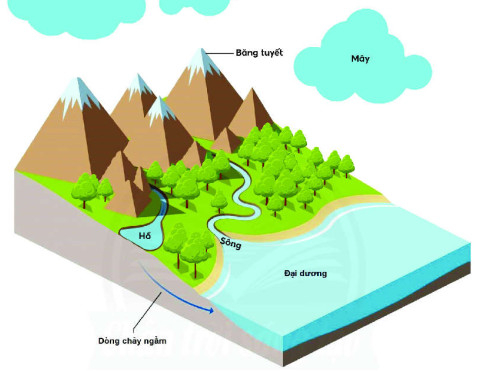 Băng tuyết
Mây
Hồ
Sông
Đại dương
Dòng chảy ngầm